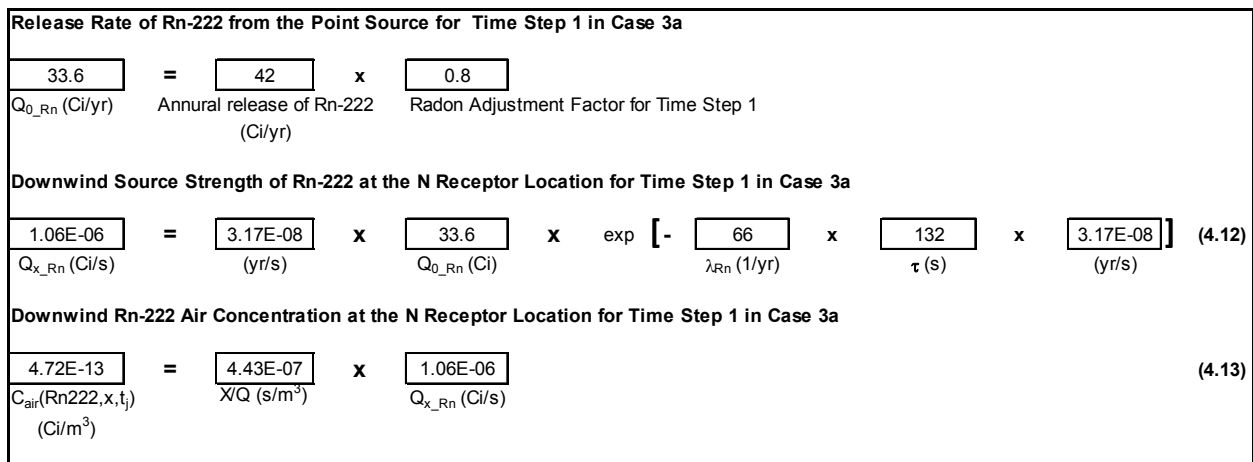 Release Rate of Rn-222 from the Point Source for Time Step 1 in Case 3a
33.6 = 42 x 0.8
Q0_Rn (Ci/yr) Annural release of Rn-222 Radon Adjustment Factor for Time Step 1
(Ci/yr)
Downwind Source Strength of Rn-222 at the N Receptor Location for Time Step 1 in Case 3a
1.06E-06 = 3.17E-08 x 33.6 x exp [- 66 x 132 x 3.17E-08 ] (4.12)
Qx_Rn (Ci/s) (yr/s) Q0_Rn (Ci) λRn (1/yr) τ (s) (yr/s)
Downwind Rn-222 Air Concentration at the N Receptor Location for Time Step 1 in Case 3a
4.72E-13 = 4.43E-07 x 1.06E-06 (4.13)
Cair(Rn222,x,tj) X/Q (s/m³) Qx_Rn (Ci/s)
(Ci/m³)